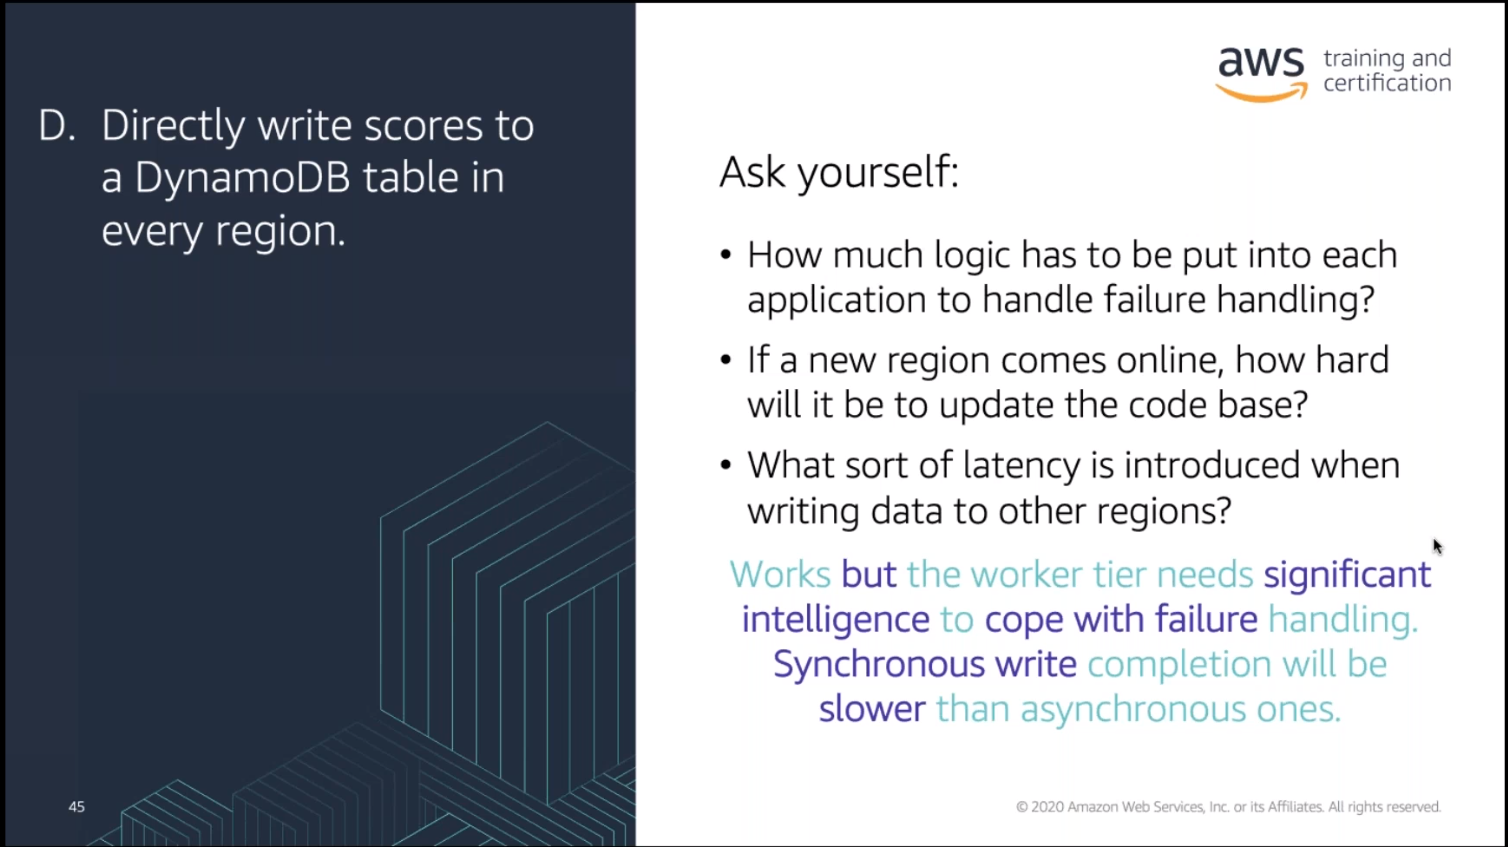 D. Directly write scores to
a DynamoDB table in
every region.
45
aws training and
certification
Ask yourself:
• How much logic has to be put into each
application to handle failure handling?
• If a new region comes online, how hard
will it be to update the code base?
• What sort of latency is introduced when
writing data to other regions?
Works but the worker tier needs significant
intelligence to cope with failure handling.
Synchronous write completion will be
slower than asynchronous ones.
© 2020 Amazon Web Services, Inc. or its Affiliates. All rights reserved.